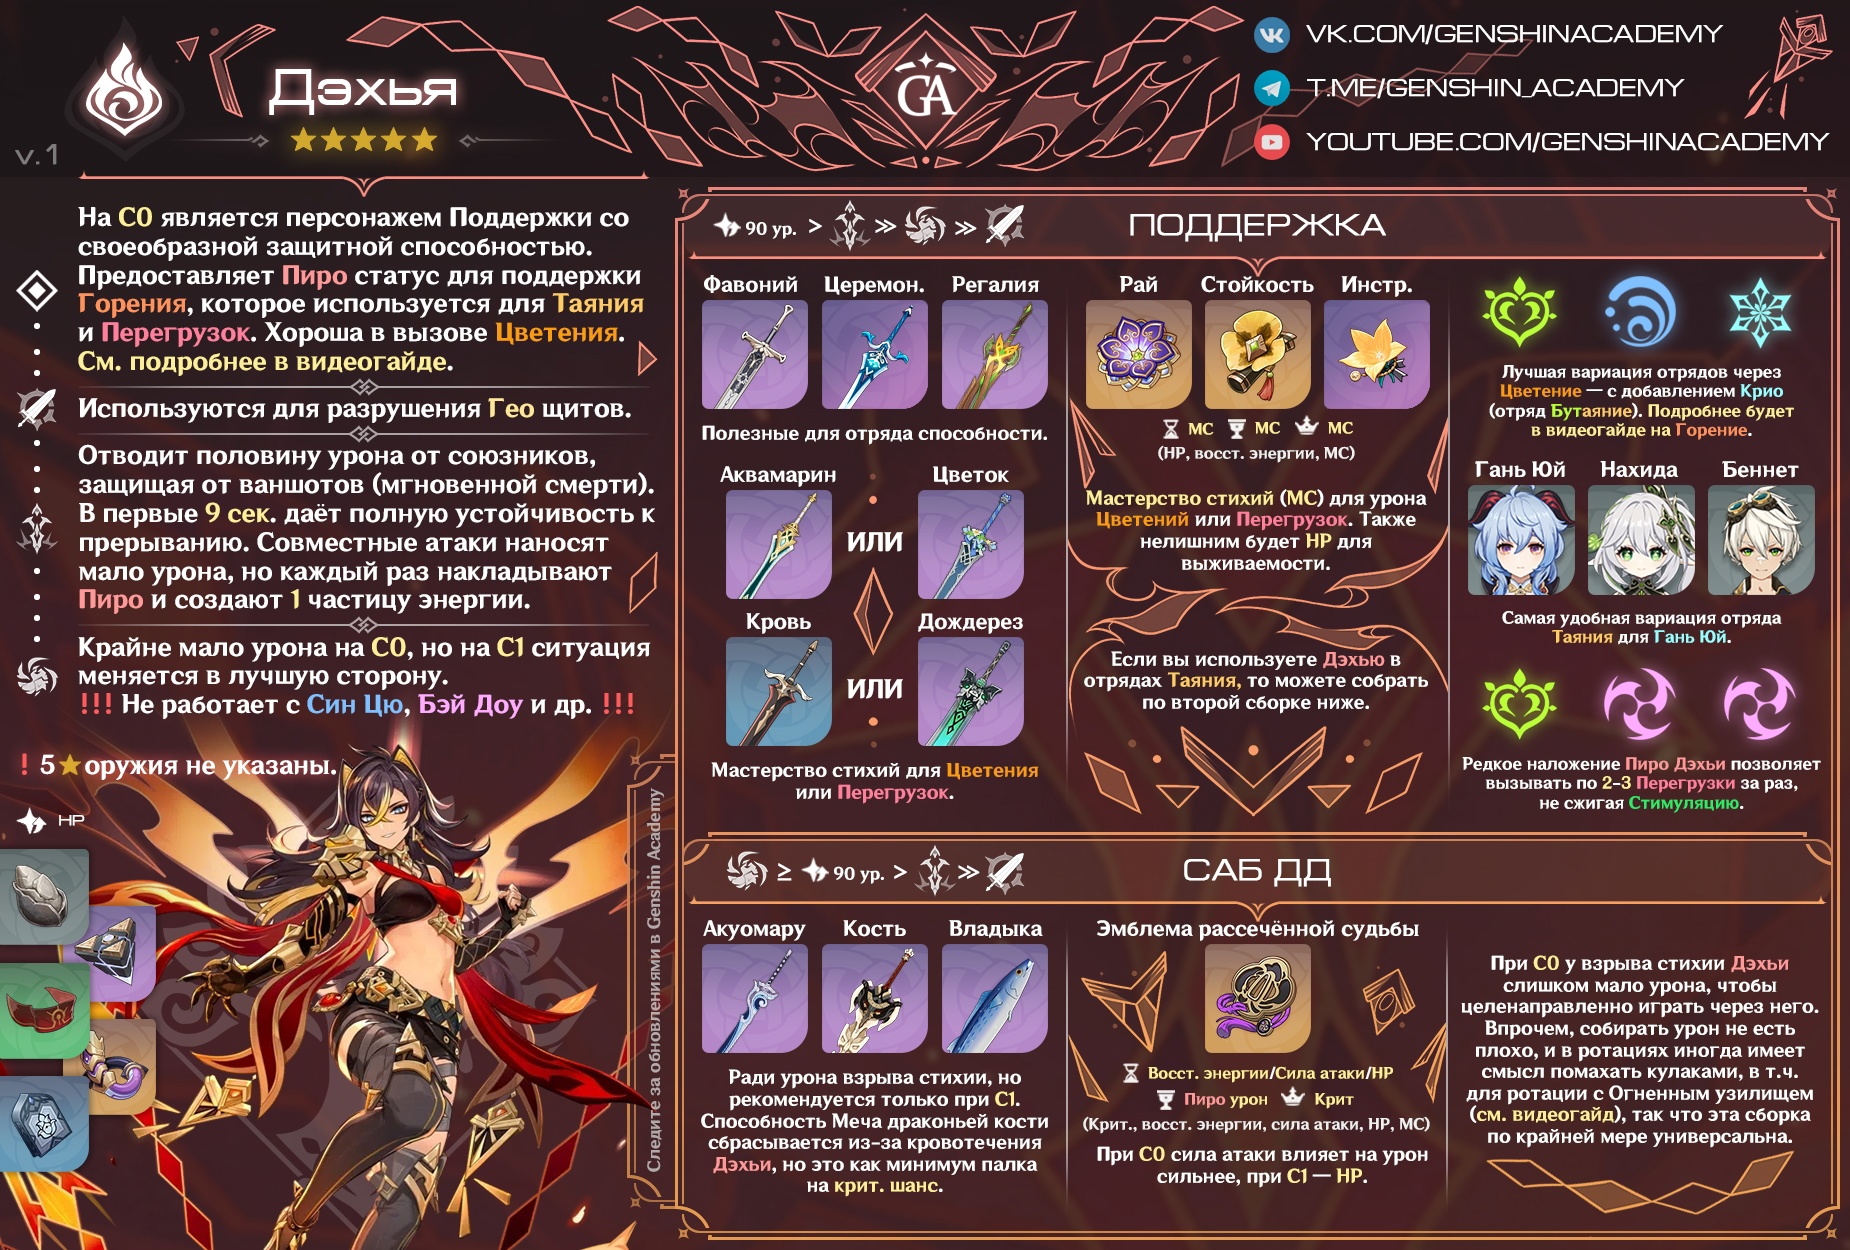 v.1
Дэхья
GA
VK.COM/GENSHINACADEMY
T.ME/GENSHIN_ACADEMY
YOUTUBE.COM/GENSHINACADEMY
На С0 является персонажем Поддержки со
своеобразной защитной способностью.
Предоставляет Пиро статус для поддержки
Горения, которое используется для Таяния
и Перегрузок. Хороша в вызове Цветения.
См. подробнее в видеогайде.
Используются для разрушения Гео щитов.
Отводит половину урона от союзников,
защищая от ваншотов (мгновенной смерти).
В первые 9 сек. даёт полную устойчивость к
прерыванию. Совместные атаки наносят
мало урона, но каждый раз накладывают
Пиро и создают 1 частицу энергии.
Крайне мало урона на С0, но на С1 ситуация
меняется в лучшую сторону.
!!! Не работает с Син Цю, Бэй Доу и др. !!!
! 5 оружия не указаны.
HP
Следите за обновлениями в Genshin Academy
90 ур. > >> >>
ПОДДЕРЖКА
Фавоний Церемон. Регалия
Полезные для отряда способности.
Аквамарин Цветок
ИЛИ
Кровь Дождерез
ИЛИ
Мастерство стихий для Цветения
или Перегрузок.
Рай Стойкость Инстр.
МС МС МС
(HP, восст. энергии, МС)
Мастерство стихий (МС) для урона
Цветений или Перегрузок. Также
нелишним будет HP для
выживаемости.
Если вы используете Дэхью в
отрядах Таяния, то можете собрать
по второй сборке ниже.
Лучшая вариация отрядов через
Цветение — с добавлением Крио
(отряд Бутаяние). Подробнее будет
в видеогайде на Горение.
Гань Юй Нахида Беннет
Самая удобная вариация отряда
Таяния для Гань Юй.
Редкое наложение Пиро Дэхьи позволяет
вызывать по 2-3 Перегрузки за раз,
не сжигая Стимуляцию.
≥ 90 ур. > >>
САБ ДД
Акуомару Кость Владыка
Ради урона взрыва стихии, но
рекомендуется только при С1.
Способность Меча драконьей кости
сбрасывается из-за кровотечения
Дэхьи, но это как минимум палка
на крит. шанс.
Эмблема рассечённой судьбы
Восст. энергии/Сила атаки/HP
Пиро урон Крит
(Крит., восст. энергии, сила атаки, HP, МС)
При С0 сила атаки влияет на урон
сильнее, при С1 — HP.
При С0 у взрыва стихии Дэхьи
слишком мало урона, чтобы
целенаправленно играть через него.
Впрочем, собирать урон не есть
плохо, и в ротациях иногда имеет
смысл помахать кулаками, в т.ч.
для ротации с Огненным узилищем
(см. видеогайд), так что эта сборка
по крайней мере универсальна.